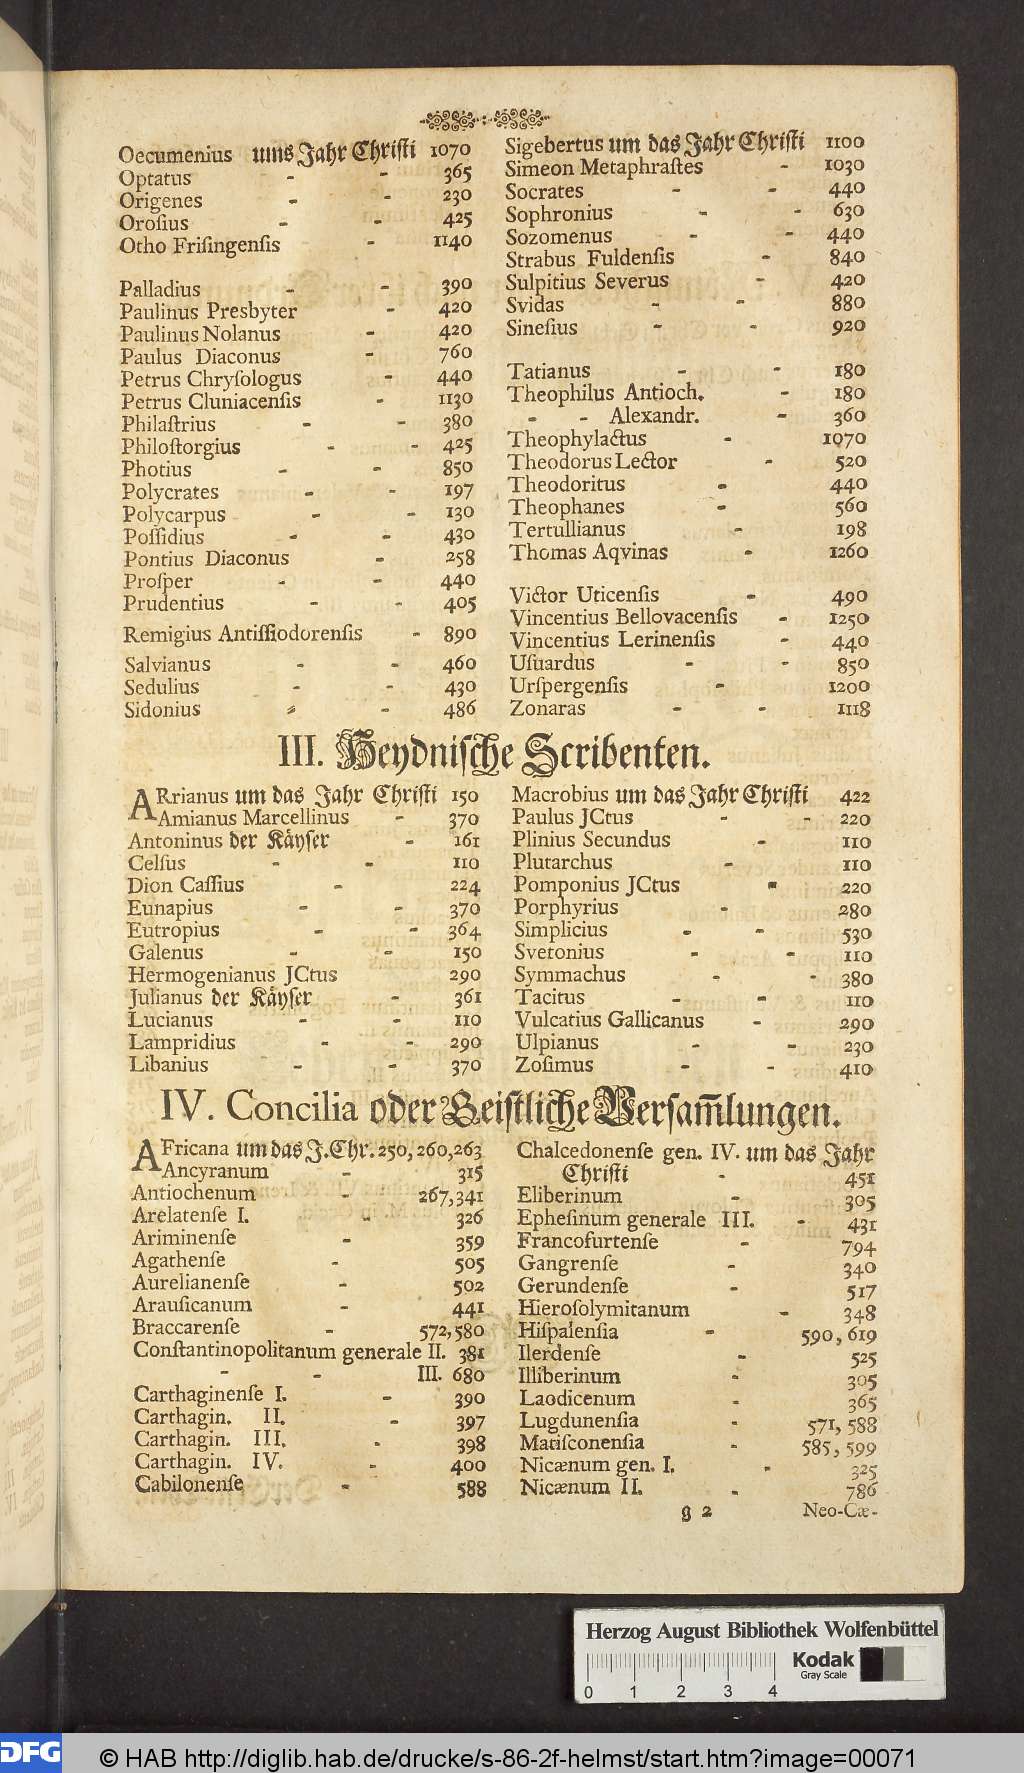 Oecumenius ums Jahr Chriſti 1070
Optatus - - 365
Origenes - - 230
Oroſius - - 425
Otho Friſingenſis - 1140
Palladius - - 390
Paulinus Presbyter - 420
Paulinus Nolanus - 420
Paulus Diaconus - 760
Petrus Chryſologus - 440
Petrus Cluniacenſis - 1130
Philaſtrius - - 380
Philoſtorgius - - 425
Photius - - 850
Polycrates - - 197
Polycarpus - - 130
Poſſidius - - 430
Pontius Diaconus - 258
Proſper - - 440
Prudentius - - 405
Remigius Antiſſiodorenſis - 890
Salvianus - - 460
Sedulius - - 430
Sidonius - - 486
Sigebertus um das Jahr Chriſti 1100
Simeon Metaphraſtes - 1030
Socrates - - 440
Sophronius - - 630
Sozomenus - - 440
Strabus Fuldenſis - 840
Sulpitius Severus - 420
Svidas - - 880
Sineſius - - 920
Tatianus - - 180
Theophilus Antioch. - 180
- - Alexandr. - 360
Theophylactus - 1070
Theodorus Lector - 520
Theodoritus - 440
Theophanes - 560
Tertullianus - 198
Thomas Aqvinas - 1260
Victor Uticenſis - 490
Vincentius Bellovacenſis - 1250
Vincentius Lerinenſis - 440
Uſuardus - - 850
Urſpergenſis - 1200
Zonaras - - 1118
III. Heydniſche Scribenten.
ARrianus um das Jahr Chriſti 150
Amianus Marcellinus - 370
Antoninus der Käyſer - 161
Celſus - - 110
Dion Caſſius - 224
Eunapius - - 370
Eutropius - - 364
Galenus - - 150
Hermogenianus JCtus 290
Julianus der Käyſer - 361
Lucianus - - 110
Lampridius - - 290
Libanius - - 370
Macrobius um das Jahr Chriſti 422
Paulus JCtus - - 220
Plinius Secundus - 110
Plutarchus - 110
Pomponius JCtus - 220
Porphyrius - 280
Simplicius - - 530
Svetonius - - 110
Symmachus - - 380
Tacitus - - 110
Vulcatius Gallicanus - 290
Ulpianus - - 230
Zoſimus - - 410
IV. Concilia oder Geiſtliche Verſam̃lungen.
AFricana um das J. Chr. 250, 260, 263
Ancyranum - 315
Antiochenum - 267, 341
Arelatenſe I. - 326
Ariminenſe - 359
Agathenſe - 505
Aurelianenſe - 502
Arauſicanum - 441
Braccarenſe - 572, 580
Conſtantinopolitanum generale II. 381
- - III. 680
Carthaginenſe I. - 390
Carthagin. II. - 397
Carthagin. III. - 398
Carthagin. IV. - 400
Cabilonenſe - 588
Chalcedonenſe gen. IV. um das Jahr
Chriſti - 451
Eliberinum - 305
Epheſinum generale III. - 431
Francofurtenſe - 794
Gangrenſe - 340
Gerundenſe - 517
Hieroſolymitanum - 348
Hiſpalenſia - 590, 619
Ilerdenſe - 525
Illiberinum - 305
Laodicenum - 365
Lugdunenſia - 571, 588
Matiſconenſia - 585, 599
Nicænum gen. I. - 325
Nicænum II. - 786
g 2 Neo-Cæ-
Herzog August Bibliothek Wolfenbüttel
Kodak
Gray Scale
0 1 2 3 4
DFG © HAB http://diglib.hab.de/drucke/s-86-2f-helmst/start.htm?image=00071